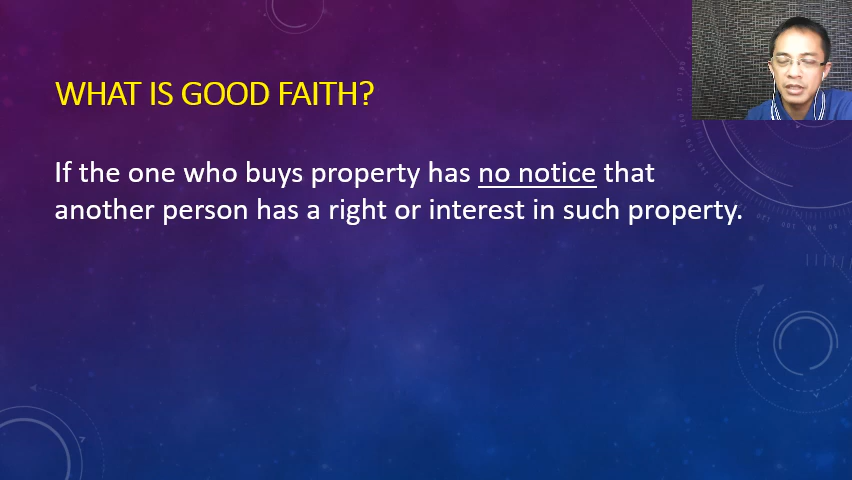 WHAT IS GOOD FAITH?
If the one who buys property has no notice that
another person has a right or interest in such property.